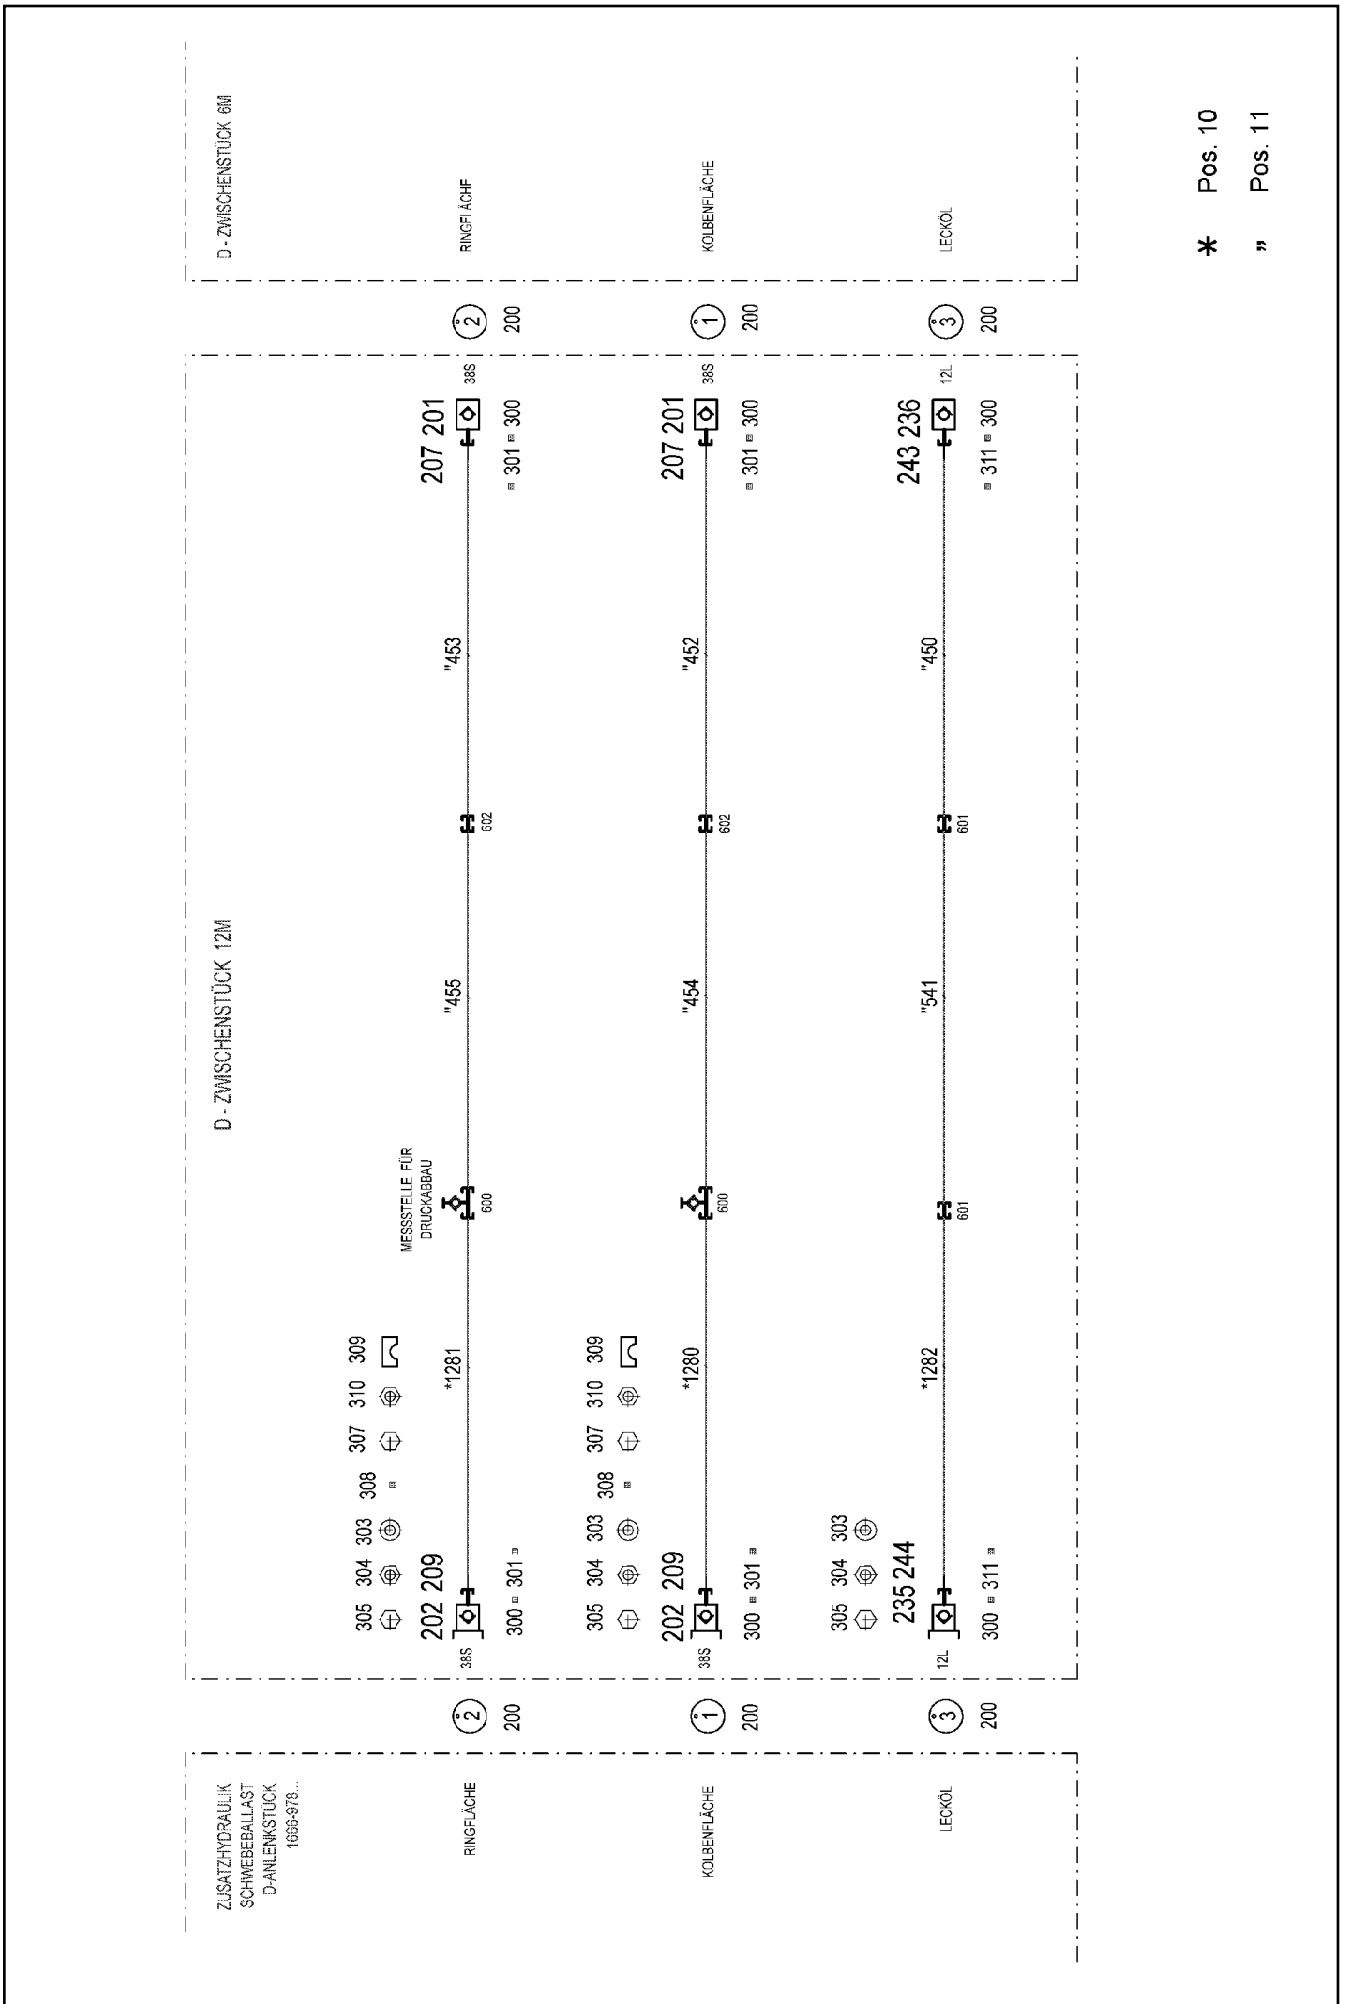 ZUSATZHYDRAULIK
SCHWEBEBALLAST
D-ANLENKSTÜCK
D - ZWISCHENSTÜCK 12M
D - ZWISCHENSTÜCK 6M
305 304 303 308 307 310 309
MESSSTELLE FÜR
DRUCKABBAU
202 209
*1281
"455
"453
207 201
RINGFLÄCHE
2
38S
600
602
38S
2
RINGFLÄCHF
200
300 301
301 300
200
305 304 303 308 307 310 309
202 209
*1280
"454
"452
207 201
KOLBENFLÄCHE
1
38S
600
602
38S
1
KOLBENFLÄCHE
200
300 301
301 300
200
305 304 303
235 244
*1282
"541
"450
243 236
LECKÖL
3
12L
601
601
12L
3
LECKÖL
200
300 311
311 300
200
* Pos. 10
" Pos. 11